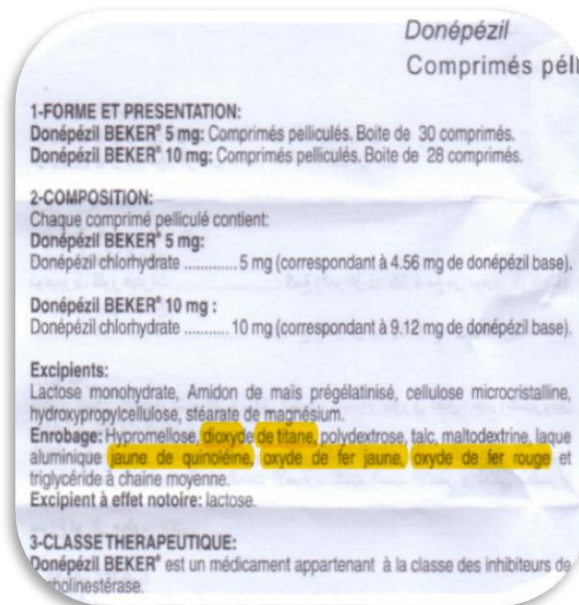 Donépézil
Comprimés
1-FORME ET PRESENTATION:
Donépézil BEKER® 5 mg: Comprimés pelliculés. Boite de 30 comprimés.
Donépézil BEKER® 10 mg: Comprimés pelliculés. Boite de 28 comprimés.
2-COMPOSITION:
Chaque comprimé pelliculé contient:
Donépézil BEKER® 5 mg:
Donépézil chlorhydrate ............. 5 mg (correspondant à 4.56 mg de donépézil base).
Donépézil BEKER® 10 mg :
Donépézil chlorhydrate ............. 10 mg (correspondant à 9.12 mg de donépézil base).
Excipients:
Lactose monohydrate, Amidon de maïs prégélatinisé, cellulose microcristalline,
hydroxypropylcellulose, stéarate de magnésium.
Enrobage: Hypromellose, dioxyde de titane, polydextrose, talc, maltodextrine, laque
aluminique jaune de quinoléine, oxyde de fer jaune, oxyde de fer rouge et
triglycéride à chaine moyenne.
Excipient à effet notoire: lactose.
3-CLASSE THERAPEUTIQUE:
Donépézil BEKER® est un médicament appartenant à la classe des inhibiteurs de